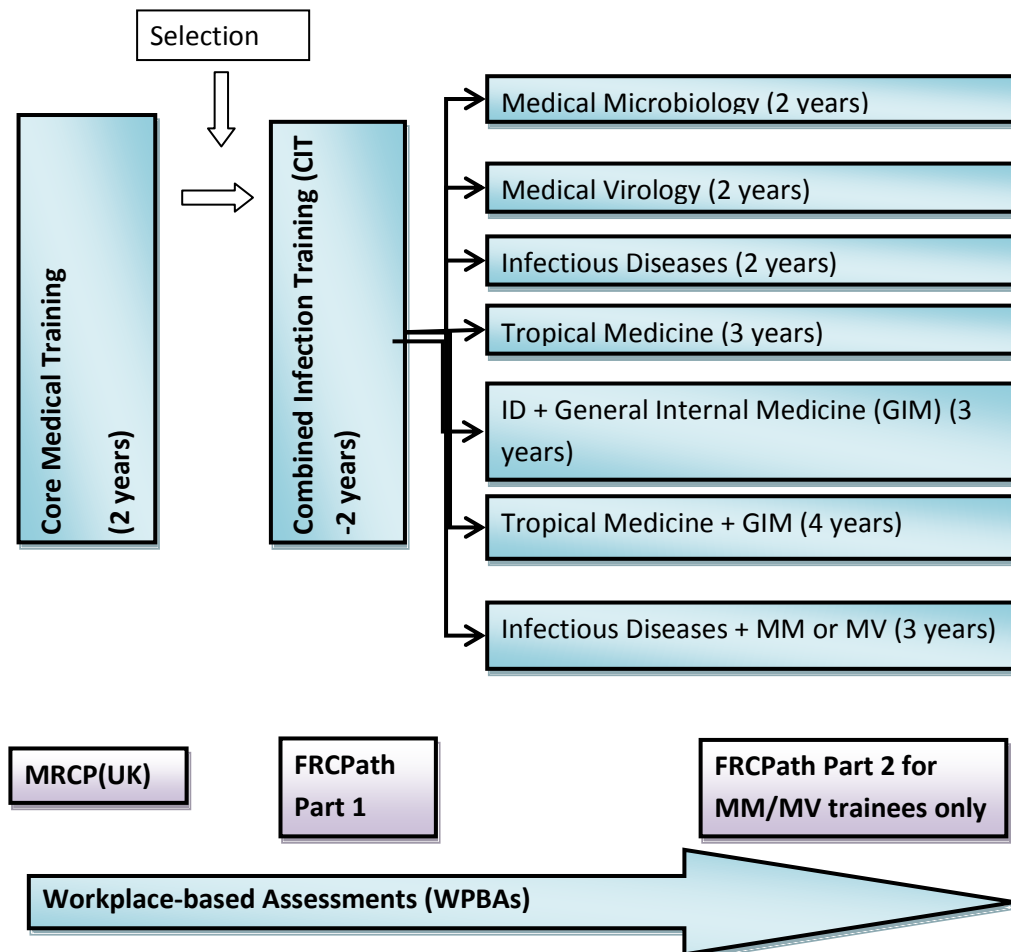 Selection
Core Medical Training
(2 years)
Combined Infection Training (CIT
-2 years)
Medical Microbiology (2 years)
Medical Virology (2 years)
Infectious Diseases (2 years)
Tropical Medicine (3 years)
ID + General Internal Medicine (GIM) (3
years)
Tropical Medicine + GIM (4 years)
Infectious Diseases + MM or MV (3 years)
MRCP(UK)
FRCPath
Part 1
FRCPath Part 2 for
MM/MV trainees only
Workplace-based Assessments (WPBAs)